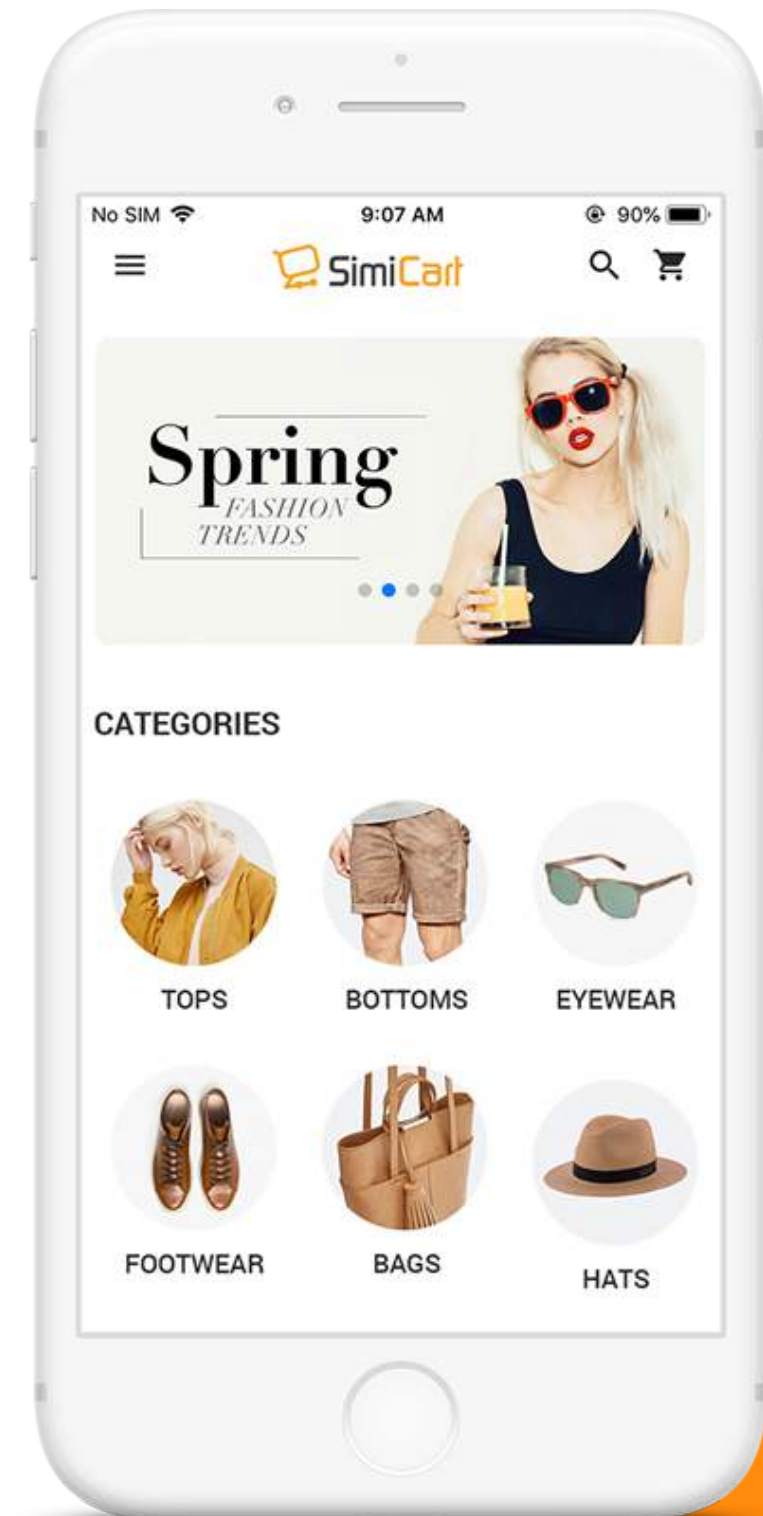 No SIM 9:07 AM 90%
SimiCart
Spring
FASHION
TRENDS
CATEGORIES
TOPS BOTTOMS EYEWEAR
FOOTWEAR BAGS HATS